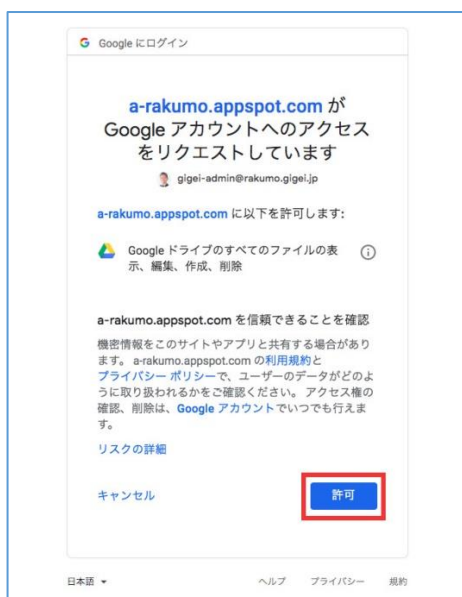 Google にログイン
a-rakumo.appspot.com が
Google アカウントへのアクセス
をリクエストしています
gigei-admin@rakumo.gigei.jp
a-rakumo.appspot.com に以下を許可します:
Google ドライブのすべてのファイルの表
示、編集、作成、削除
a-rakumo.appspot.com を信頼できることを確認
機密情報をこのサイトやアプリと共有する場合があり
ます。 a-rakumo.appspot.com の利用規約と
プライバシー ポリシーで、ユーザーのデータがどのよ
うに取り扱われるかをご確認ください。 アクセス権の
確認、削除は、Google アカウントでいつでも行えま
す。
リスクの詳細
キャンセル 許可
日本語 ヘルプ プライバシー 規約